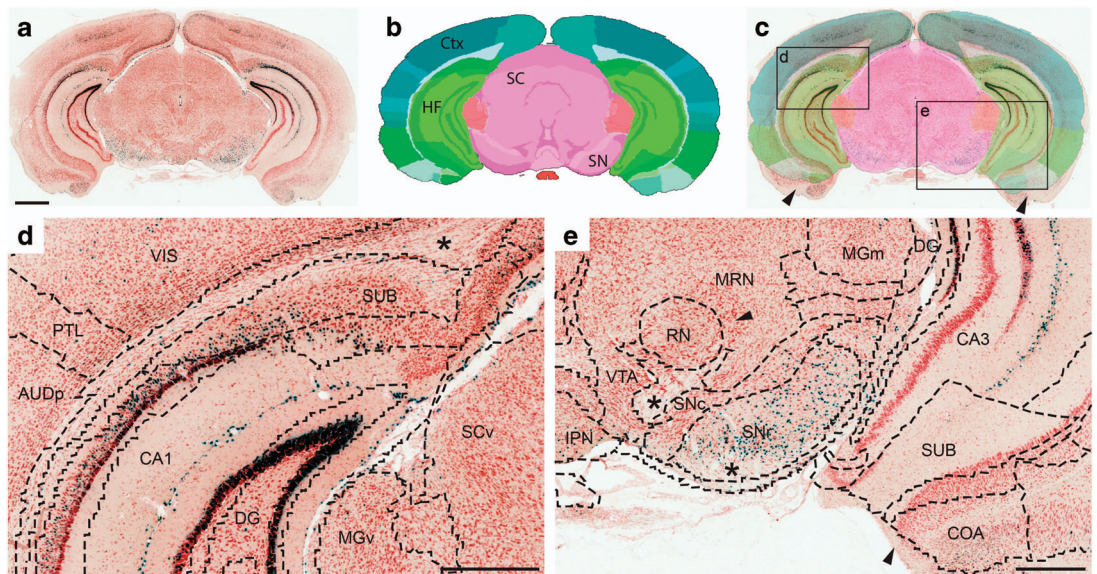 a
b
c
Ctx
SC
HF
SN
d
e
d
VIS
PTL
AUDp
SUB
CA1
DG
SCv
MGv
e
MGm
DG
MRN
RN
VTA
SNc
SNr
IPN
CA3
SUB
COA
*
*
*